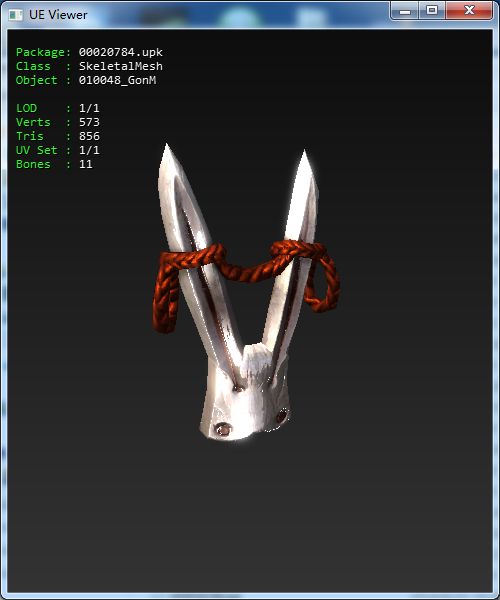 UE Viewer
Package: 00020784.upk
Class : SkeletalMesh
Object : 010048_GonM
LOD : 1/1
Verts : 573
Tris : 856
UV Set : 1/1
Bones : 11